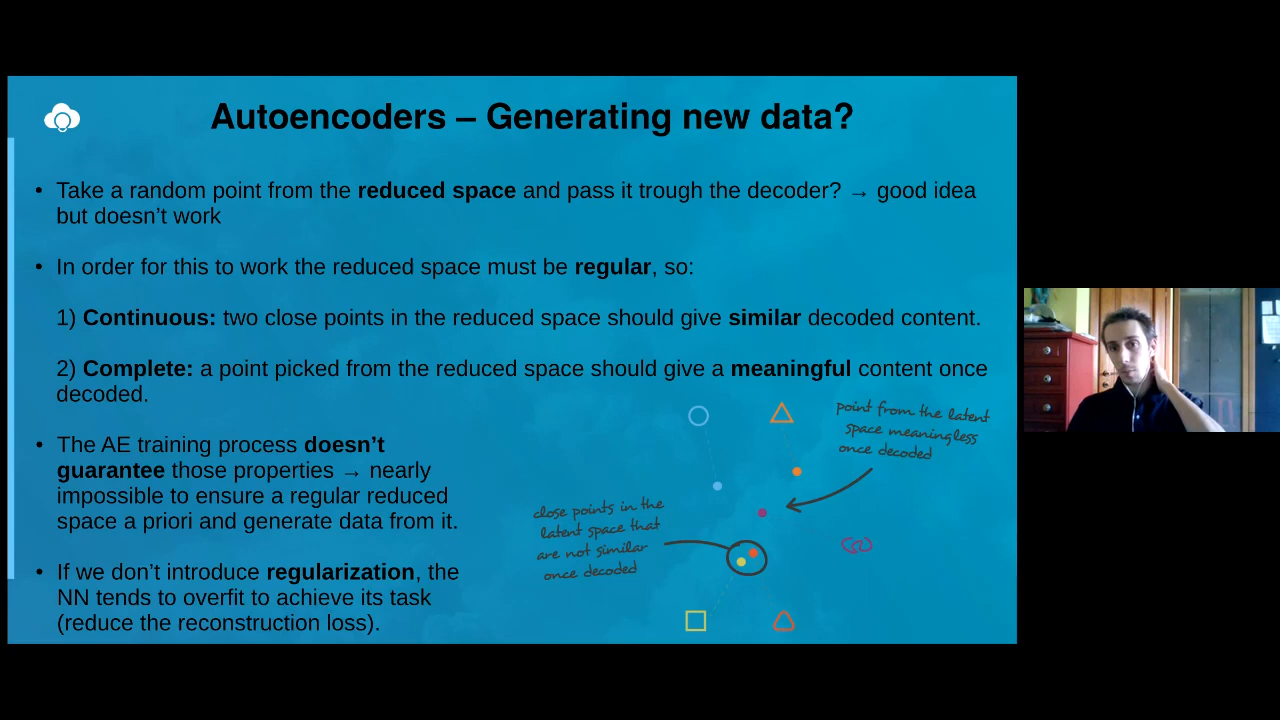 Autoencoders – Generating new data?
• Take a random point from the reduced space and pass it trough the decoder? → good idea
but doesn’t work
• In order for this to work the reduced space must be regular, so:
1) Continuous: two close points in the reduced space should give similar decoded content.
2) Complete: a point picked from the reduced space should give a meaningful content once
decoded.
• The AE training process doesn’t
guarantee those properties → nearly
impossible to ensure a regular reduced
space a priori and generate data from it.
• If we don’t introduce regularization, the
NN tends to overfit to achieve its task
(reduce the reconstruction loss).
point from the latent
space meaningless
once decoded
close points in the
latent space that
are not similar
once decoded